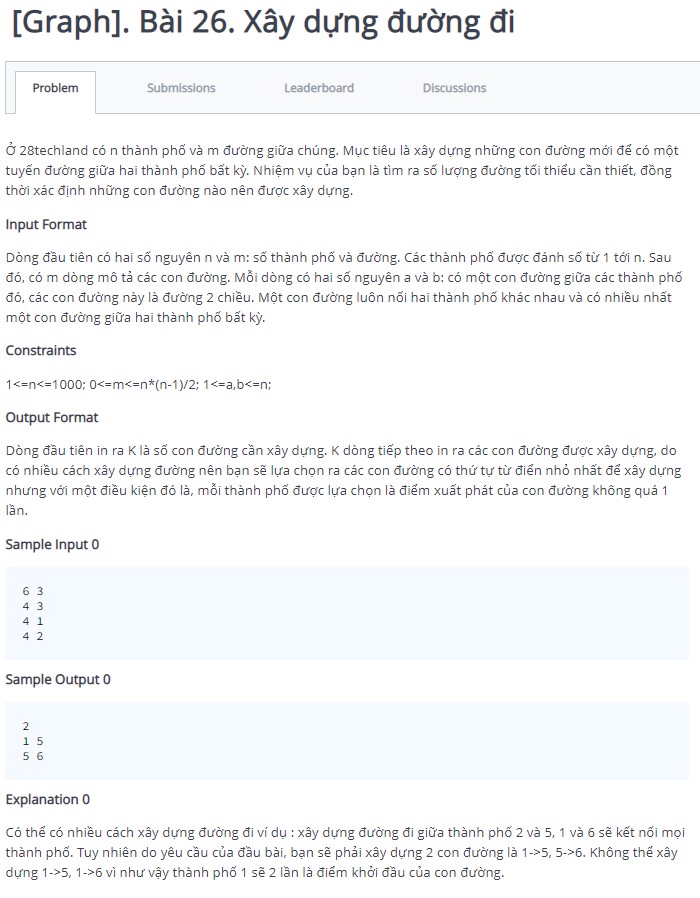 [Graph]. Bài 26. Xây dựng đường đi
Problem
Submissions
Leaderboard
Discussions
Ở 28techland có n thành phố và m đường giữa chúng. Mục tiêu là xây dựng những con đường mới để có một
tuyến đường giữa hai thành phố bất kỳ. Nhiệm vụ của bạn là tìm ra số lượng đường tối thiểu cần thiết, đồng
thời xác định những con đường nào nên được xây dựng.
Input Format
Dòng đầu tiên có hai số nguyên n và m: số thành phố và đường. Các thành phố được đánh số từ 1 tới n. Sau
đó, có m dòng mô tả các con đường. Mỗi dòng có hai số nguyên a và b: có một con đường giữa các thành phố
đó, các con đường này là đường 2 chiều. Một con đường luôn nối hai thành phố khác nhau và có nhiều nhất
một con đường giữa hai thành phố bất kỳ.
Constraints
1<=n<=1000; 0<=m<=n*(n-1)/2; 1<=a,b<=n;
Output Format
Dòng đầu tiên in ra K là số con đường cần xây dựng. K dòng tiếp theo in ra các con đường được xây dựng, do
có nhiều cách xây dựng đường nên bạn sẽ lựa chọn ra các con đường có thứ tự từ điển nhỏ nhất để xây dựng
nhưng với một điều kiện đó là, mỗi thành phố được lựa chọn là điểm xuất phát của con đường không quá 1
lần.
Sample Input 0
6 3
4 3
4 1
4 2
Sample Output 0
2
1 5
5 6
Explanation 0
Có thể có nhiều cách xây dựng đường đi ví dụ : xây dựng đường đi giữa thành phố 2 và 5, 1 và 6 sẽ kết nối mọi
thành phố. Tuy nhiên do yêu cầu của đầu bài, bạn sẽ phải xây dựng 2 con đường là 1->5, 5->6. Không thể xây
dựng 1->5, 1->6 vì như vậy thành phố 1 sẽ 2 lần là điểm khởi đầu của con đường.